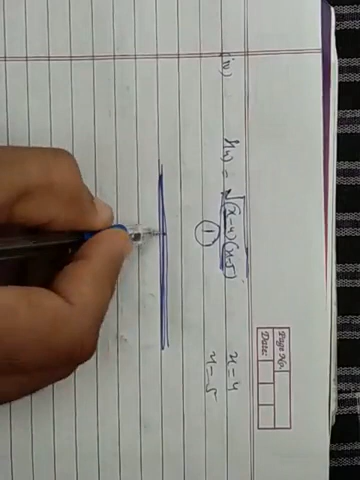 Page No.
Date:
(iv) f(x) = √(x-4)(x-5) x=4
① x=5